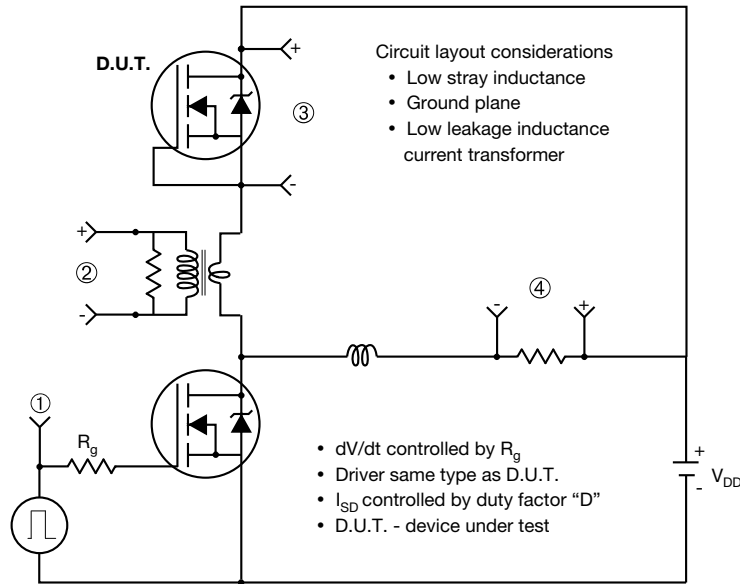 D.U.T.
+
Circuit layout considerations
• Low stray inductance
• Ground plane
• Low leakage inductance
current transformer
③
-
+
②
-
④
-
+
①
R_g
• dV/dt controlled by R_g
• Driver same type as D.U.T.
• I_SD controlled by duty factor “D”
• D.U.T. - device under test
+
V_DD
-